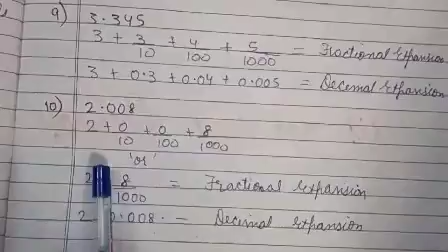 9) 3.345
3 + 3/10 + 4/100 + 5/1000 = Fractional Expansion
3 + 0.3 + 0.04 + 0.005 = Decimal Expansion
10) 2.008
2 + 0/10 + 0/100 + 8/1000
'or'
2 8/1000 = Fractional Expansion
2 0.008. - Decimal Expansion